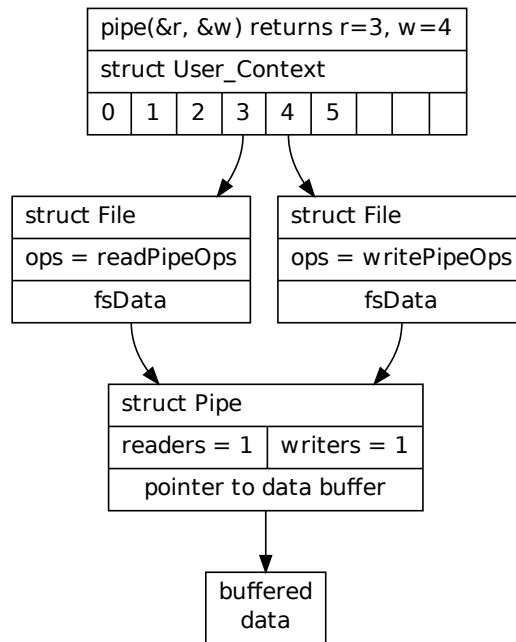 pipe(&r, &w) returns r=3, w=4
struct User_Context
0 1 2 3 4 5
struct File
ops = readPipeOps
fsData
struct File
ops = writePipeOps
fsData
struct Pipe
readers = 1 writers = 1
pointer to data buffer
buffered
data